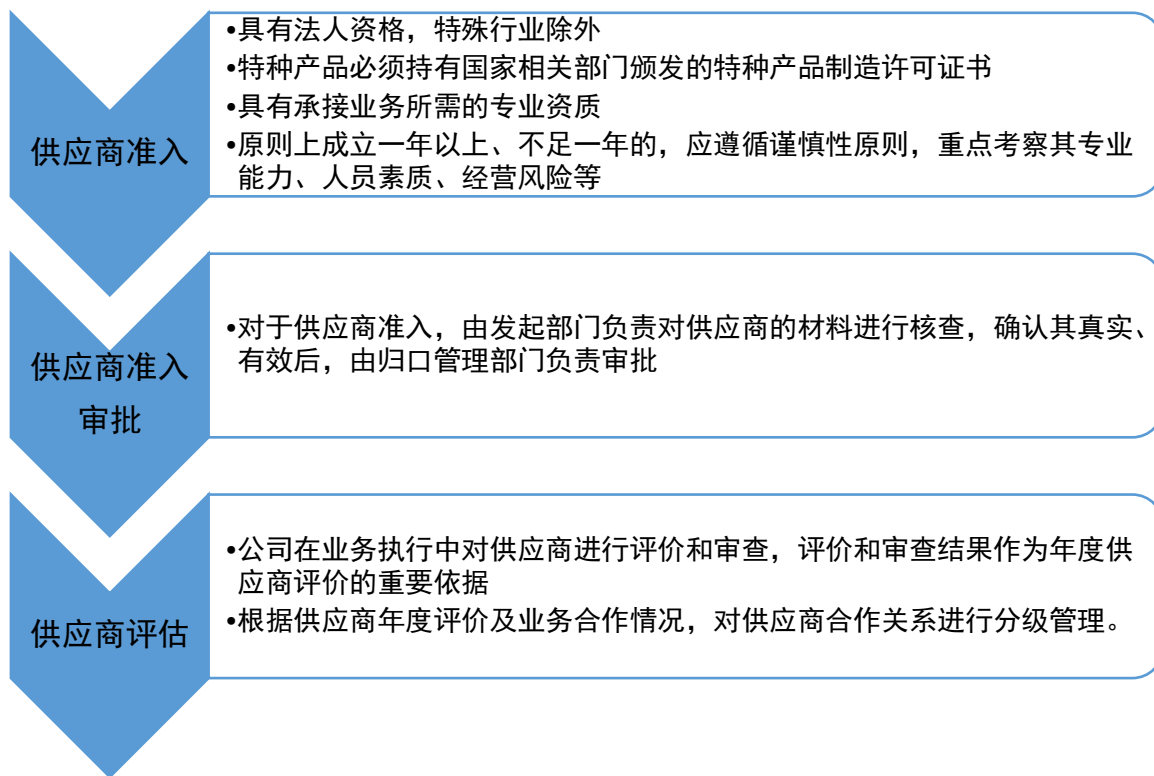 供应商准入
•具有法人资格，特殊行业除外
•特种产品必须持有国家相关部门颁发的特种产品制造许可证书
•具有承接业务所需的专业资质
•原则上成立一年以上、不足一年的，应遵循谨慎性原则，重点考察其专业
能力、人员素质、经营风险等
供应商准入
审批
•对于供应商准入，由发起部门负责对供应商的材料进行核查，确认其真实、
有效后，由归口管理部门负责审批
供应商评估
•公司在业务执行中对供应商进行评价和审查，评价和审查结果作为年度供
应商评价的重要依据
•根据供应商年度评价及业务合作情况，对供应商合作关系进行分级管理。